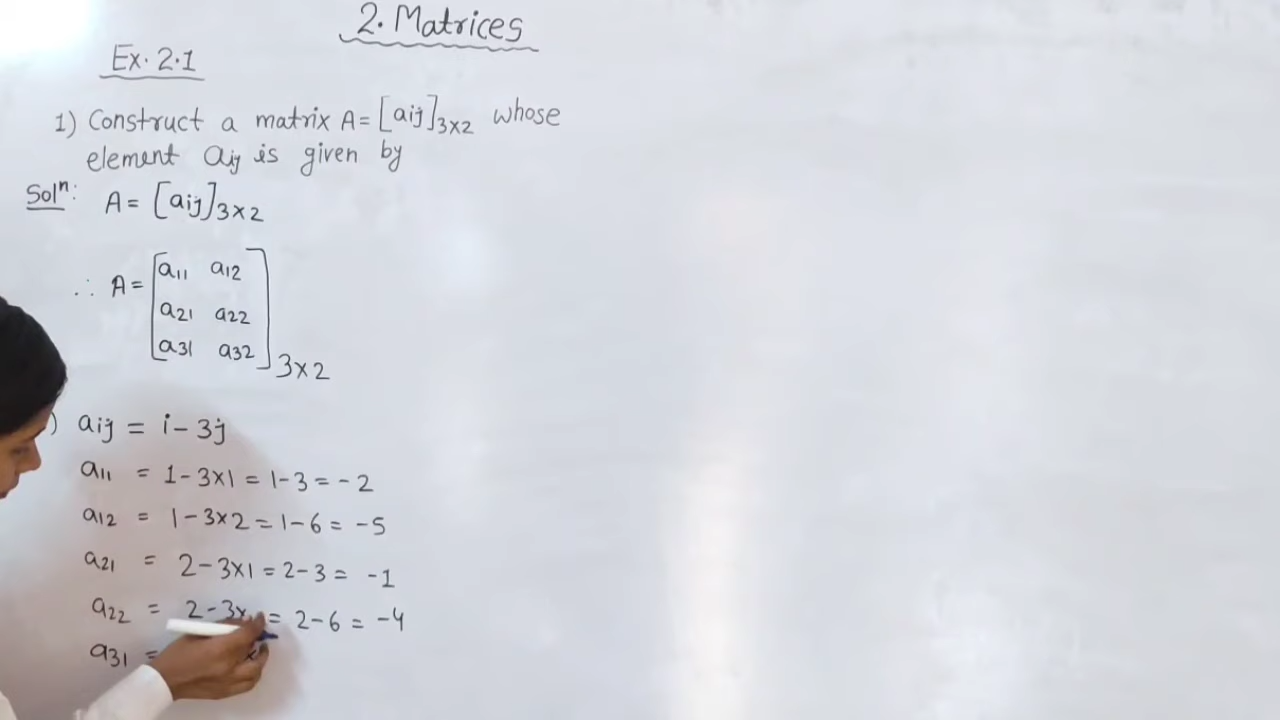 2. Matrices
Ex. 2.1
1) Construct a matrix A = [aij]3×2 whose
element aij is given by
Solⁿ: A = [aij]3×2
∴ A = [a11 a12
a21 a22
a31 a32]3×2
) aij = i - 3j
a11 = 1 - 3×1 = 1 - 3 = -2
a12 = 1 - 3×2 = 1 - 6 = -5
a21 = 2 - 3×1 = 2 - 3 = -1
a22 = 2 - 3× = 2 - 6 = -4
a31 =